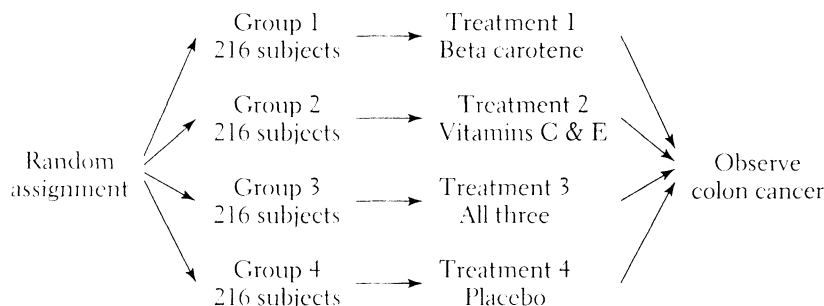 Group 1
216 subjects
Treatment 1
Beta carotene
Group 2
216 subjects
Treatment 2
Vitamins C & E
Random
assignment
Group 3
216 subjects
Treatment 3
All three
Observe
colon cancer
Group 4
216 subjects
Treatment 4
Placebo